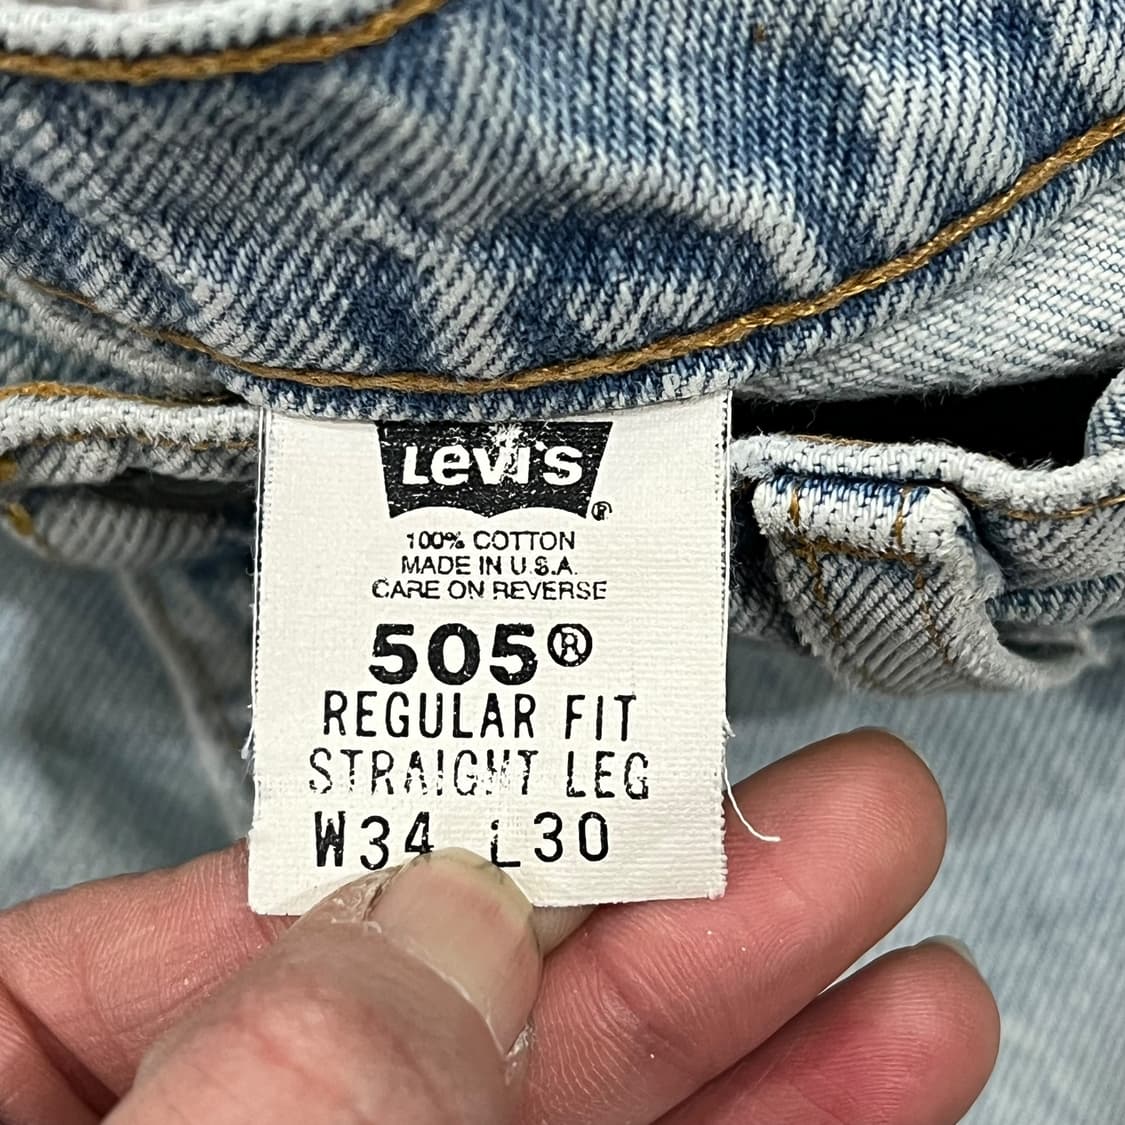 Levi's
®
100% COTTON
MADE IN U.S.A.
CARE ON REVERSE
505®
REGULAR FIT
STRAIGHT LEG
W34 L30